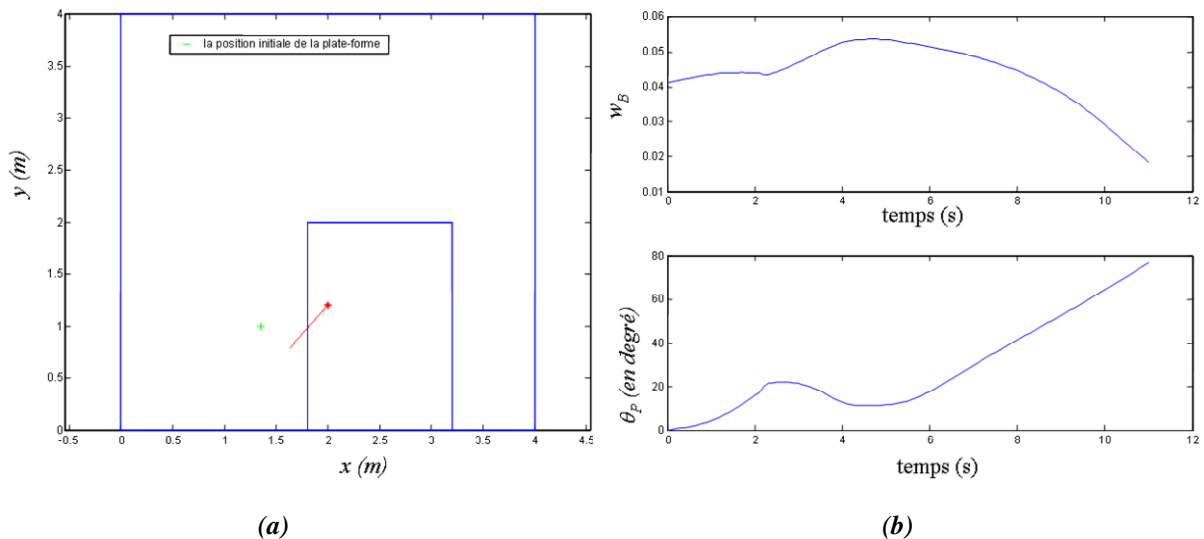 4
3.5
3
2.5
2
1.5
1
0.5
0
la position initiale de la plate-forme
y (m)
-0.5 0 0.5 1 1.5 2 2.5 3 3.5 4 4.5
x (m)
(a)
0.06
0.05
0.04
0.03
0.02
0.01
w_B
0 2 4 6 8 10 12
temps (s)
80
60
40
20
0
θ_P (en degré)
0 2 4 6 8 10 12
temps (s)
(b)